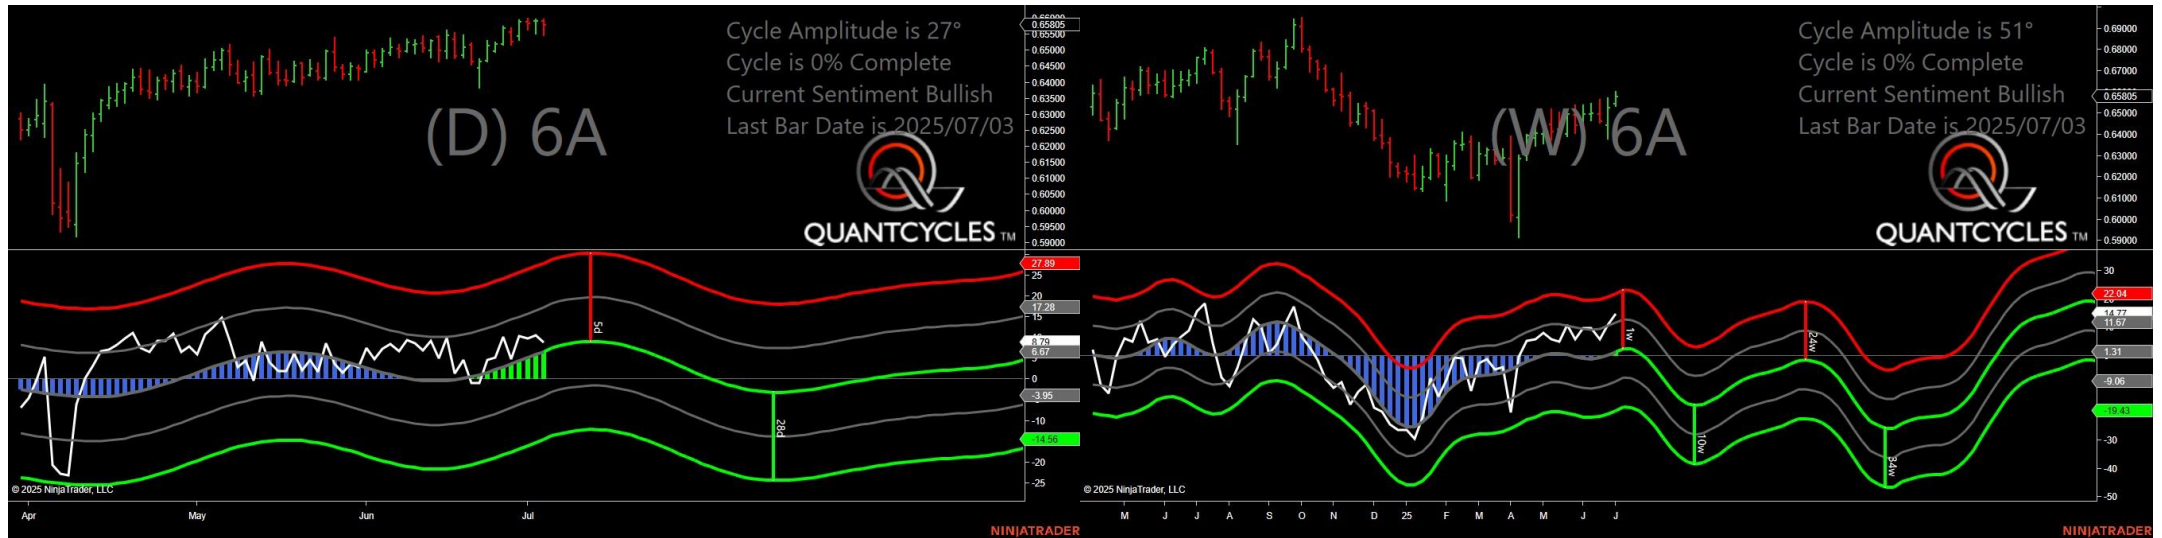 Cycle Amplitude is 27°
Cycle is 0% Complete
Current Sentiment Bullish
Last Bar Date is 2025/07/03
(D) 6A
QUANTCYCLES TM
0.66000
0.65805
0.65500
0.65000
0.64500
0.64000
0.63500
0.63000
0.62500
0.62000
0.61500
0.61000
0.60500
0.60000
0.59500
0.59000
27.89
25
20
17.28
15
8.79
6.67
5
0
-3.95
-10
-14.56
-20
-25
5d
28d
© 2025 NinjaTrader, LLC
Apr
May
Jun
Jul
NINJATRADER
Cycle Amplitude is 51°
Cycle is 0% Complete
Current Sentiment Bullish
Last Bar Date is 2025/07/03
(W) 6A
QUANTCYCLES TM
0.69000
0.68000
0.67000
0.65805
0.65000
0.64000
0.63000
0.62000
0.61000
0.60000
0.59000
30
22.04
20
14.77
11.67
1.31
-9.06
-19.43
-30
-40
-50
1w
10w
24w
34w
© 2025 NinjaTrader, LLC
M J J A S O N D 25 F M A M J J
NINJATRADER